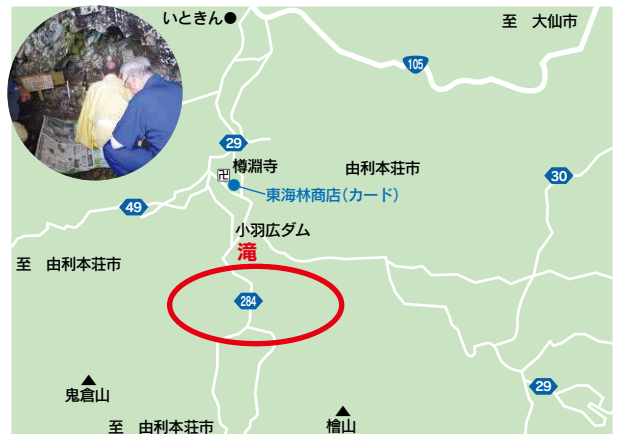 いときん
至 大仙市
105
29
樽淵寺
由利本荘市
30
東海林商店(カード)
49
小羽広ダム
滝
至 由利本荘市
284
29
鬼倉山
至 由利本荘市
檜山